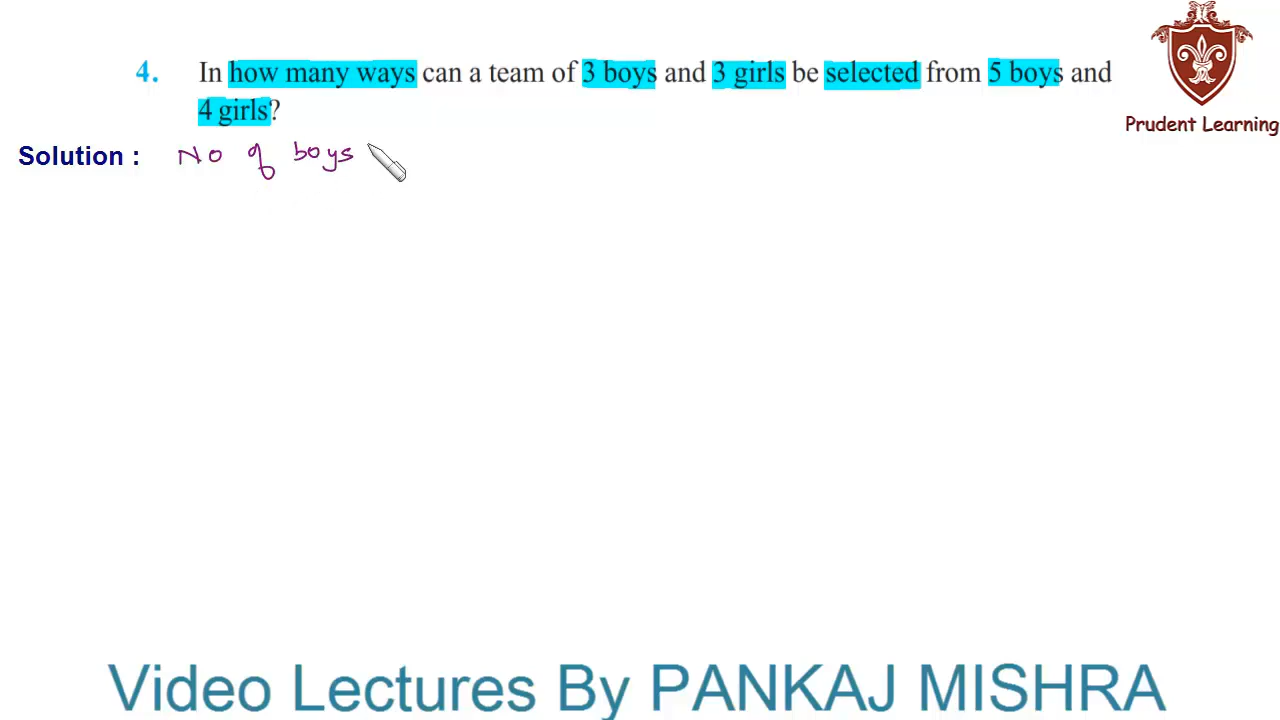 4. In how many ways can a team of 3 boys and 3 girls be selected from 5 boys and
4 girls?
Prudent Learning
Solution : No of boys
Video Lectures By PANKAJ MISHRA